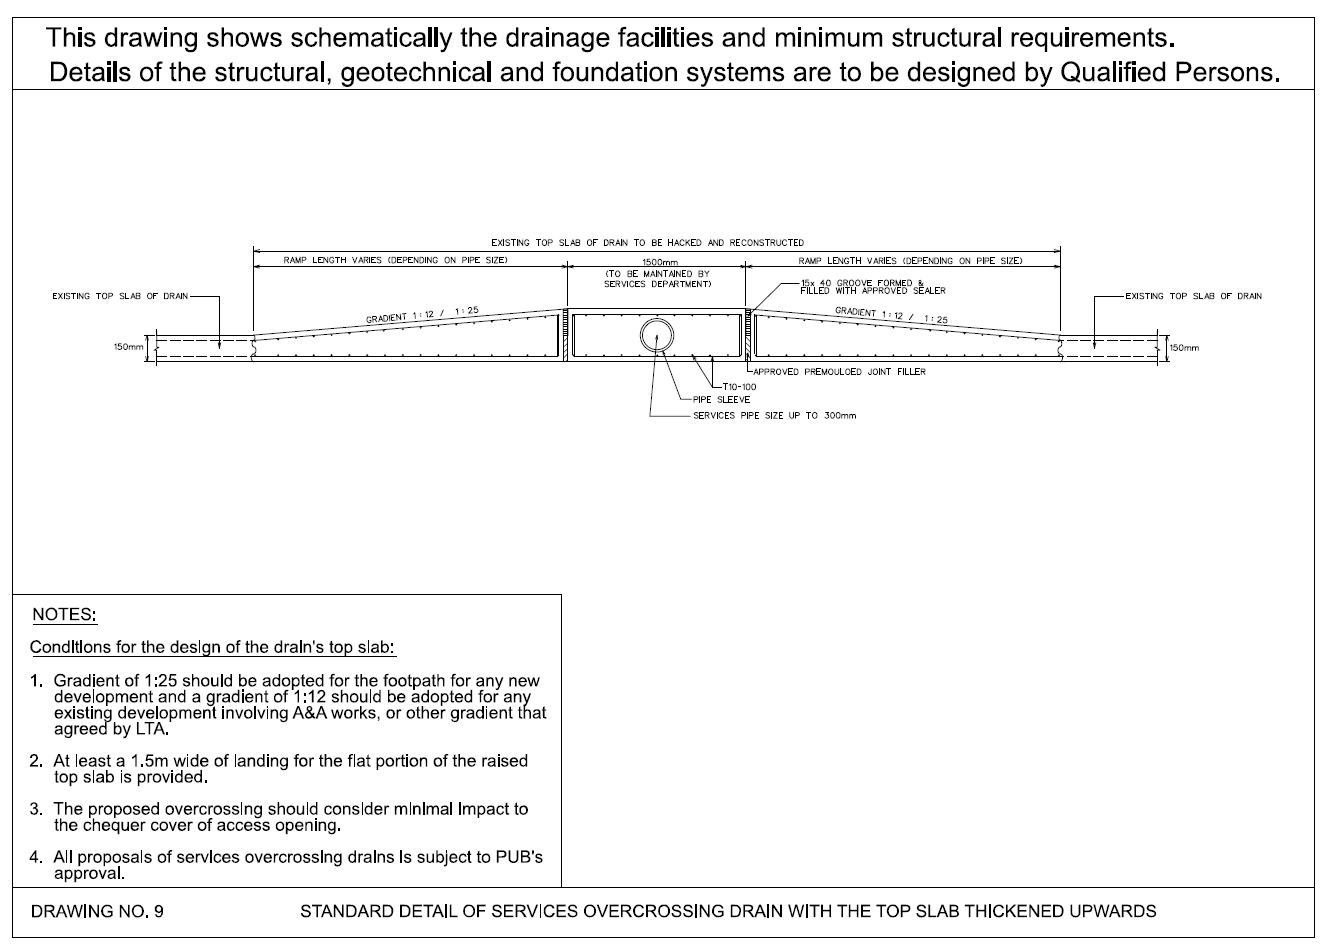 This drawing shows schematically the drainage facilities and minimum structural requirements.
Details of the structural, geotechnical and foundation systems are to be designed by Qualified Persons.
EXISTING TOP SLAB OF DRAIN TO BE HACKED AND RECONSTRUCTED
RAMP LENGTH VARIES (DEPENDING ON PIPE SIZE)
1500mm
(TO BE MAINTAINED BY
SERVICES DEPARTMENT)
RAMP LENGTH VARIES (DEPENDING ON PIPE SIZE)
15x 40 GROOVE FORMED &
FILLED WITH APPROVED SEALER
EXISTING TOP SLAB OF DRAIN
EXISTING TOP SLAB OF DRAIN
GRADIENT 1:12 / 1:25
GRADIENT 1:12 / 1:25
150mm
150mm
APPROVED PREMOULDED JOINT FILLER
T10-100
PIPE SLEEVE
SERVICES PIPE SIZE UP TO 300mm
NOTES:
Conditions for the design of the drain's top slab:
1. Gradient of 1:25 should be adopted for the footpath for any new
development and a gradient of 1:12 should be adopted for any
existing development involving A&A works, or other gradient that
agreed by LTA.
2. At least a 1.5m wide of landing for the flat portion of the raised
top slab is provided.
3. The proposed overcrossing should consider minimal impact to
the chequer cover of access opening.
4. All proposals of services overcrossing drains is subject to PUB's
approval.
DRAWING NO. 9
STANDARD DETAIL OF SERVICES OVERCROSSING DRAIN WITH THE TOP SLAB THICKENED UPWARDS